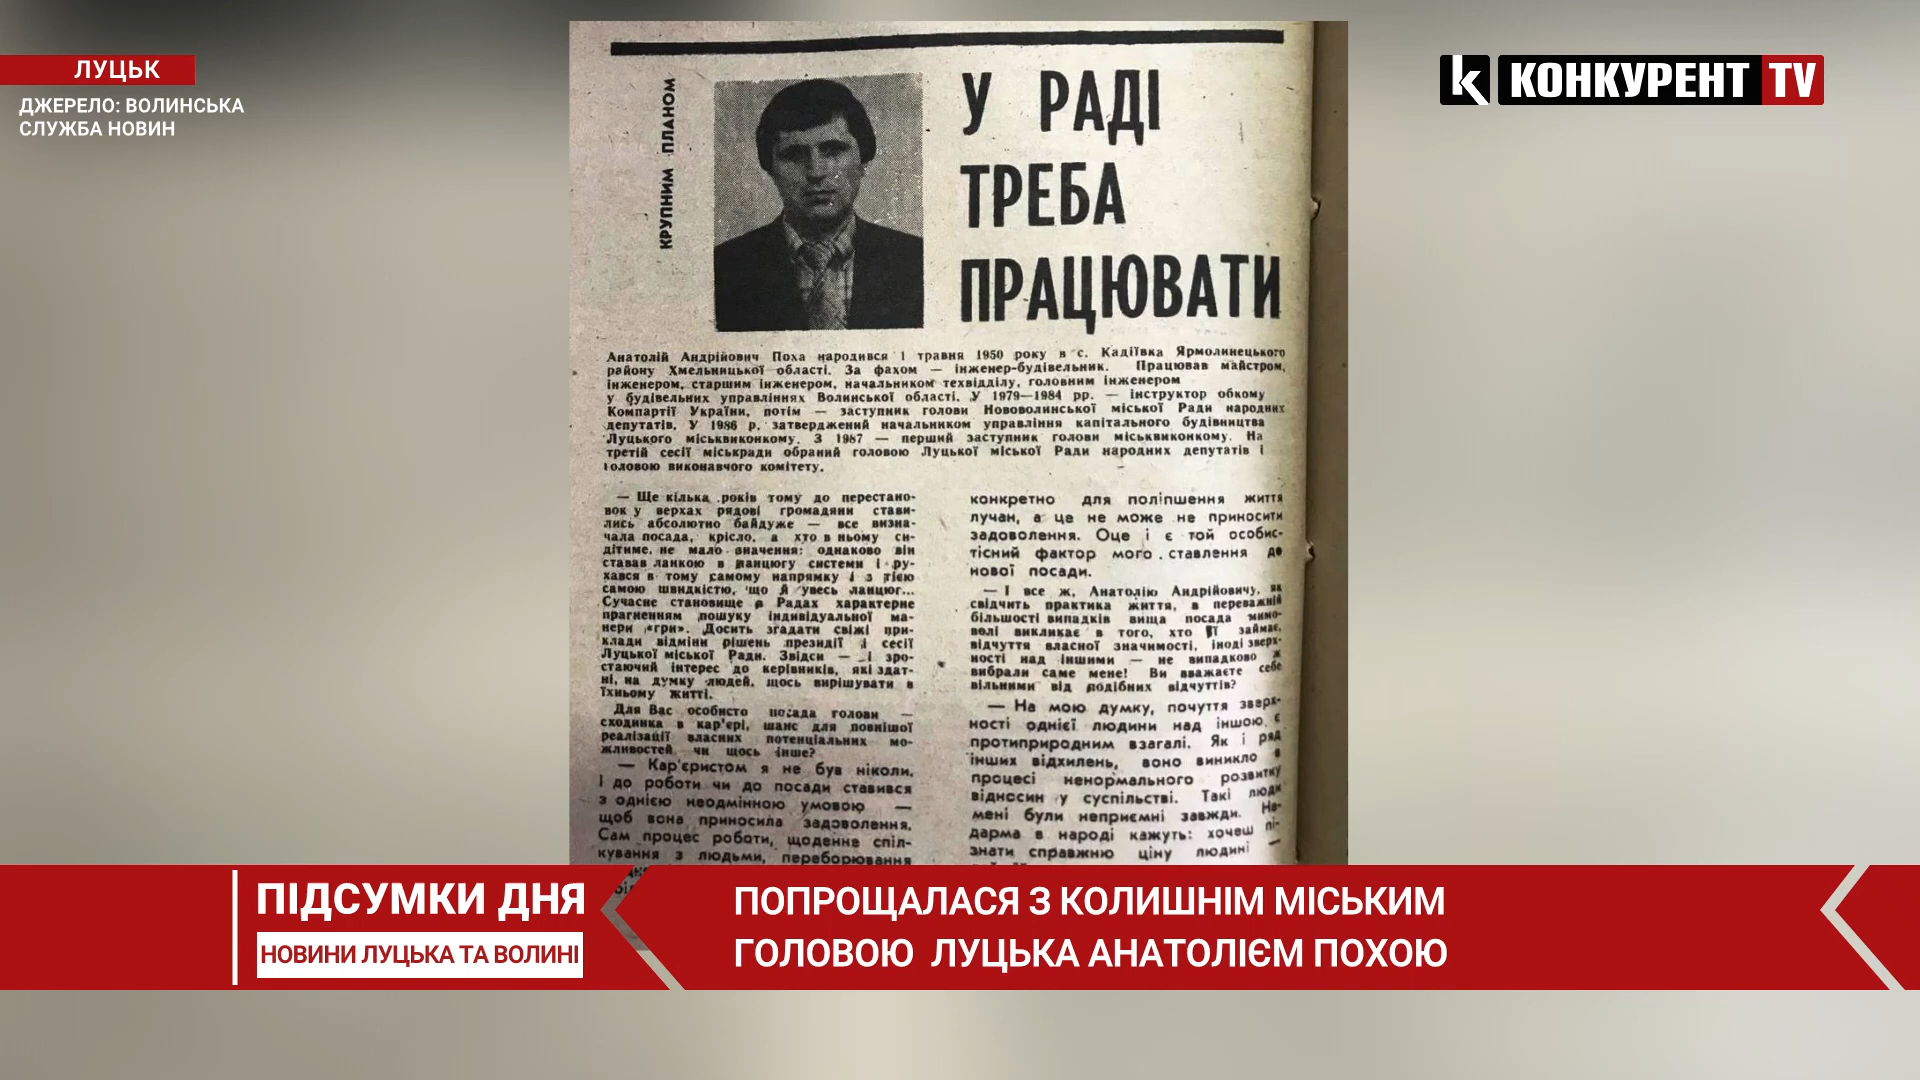 ЛУЦЬК
ДЖЕРЕЛО: ВОЛИНСЬКА
СЛУЖБА НОВИН
КОНКУРЕНТ TV
КРУПНИМ ПЛАНОМ
У РАДІ
ТРЕБА
ПРАЦЮВАТИ
Анатолій Андрійович Поха народився 1 травня 1950 року в с. Кадіївка Ярмолинецького
району Хмельницької області. За фахом — інженер-будівельник. Працював майстром,
інженером, старшим інженером, начальником техвідділу, головним інженером
у будівельних управліннях Волинської області. У 1979—1984 рр. — інструктор обкому
Компартії України, потім — заступник голови Нововолинської міської Ради народних
депутатів. У 1986 р. затверджений начальником управління капітального будівництва
Луцького міськвиконкому. З 1987 — перший заступник голови міськвиконкому. На
третій сесії міськради обраний головою Луцької міської Ради народних депутатів і
головою виконавчого комітету.
— Ще кілька років тому до перестано-
вок у верхах рядові громадяни стави-
лись абсолютно байдуже — все визна-
чала посада, крісло, а хто в ньому си-
дітиме, не мало значення: однаково він
ставав ланкою в ланцюгу системи і ру-
хався в тому самому напрямку і з тією
самою швидкістю, що й увесь ланцюг...
Сучасне становище в Радах характерне
прагненням пошуку індивідуальної ма-
нери «гри». Досить згадати свіжі при-
клади відміни рішень президії і сесії
Луцької міської Ради. Звідси — і зро-
стаючий інтерес до керівників, які здат-
ні, на думку людей, щось вирішувати в
їхньому житті.
Для Вас особисто посада голови —
сходинка в кар'єрі, шанс для повнішої
реалізації власних потенціальних мо-
жливостей чи щось інше?
— Кар'єристом я не був ніколи.
І до роботи чи до посади ставився
з однією неодмінною умовою —
щоб вона приносила задоволення.
Сам процес роботи, щоденне спіл-
кування з людьми, переборювання
конкретно для поліпшення життя
лучан, а це не може не приносити
задоволення. Оце і є той особис-
тісний фактор мого ставлення до
нової посади.
— І все ж, Анатолію Андрійовичу, як
свідчить практика життя, в переважній
більшості випадків вища посада мимо-
волі викликає в того, хто її займає,
відчуття власної значимості, іноді зверх-
ності над іншими — не випадково ж
вибрали саме мене! Ви вважаєте себе
вільними від подібних відчуттів?
— На мою думку, почуття зверх-
ності однієї людини над іншою є
протиприродним взагалі. Як і ряд
інших відхилень, воно виникло в
процесі ненормального розвитку
відносин у суспільстві. Такі люди
мені були неприємні завжди. Не-
дарма в народі кажуть: хочеш пі-
знати справжню ціну людині —
ПІДСУМКИ ДНЯ
НОВИНИ ЛУЦЬКА ТА ВОЛИНІ
ПОПРОЩАЛАСЯ З КОЛИШНІМ МІСЬКИМ
ГОЛОВОЮ ЛУЦЬКА АНАТОЛІЄМ ПОХОЮ